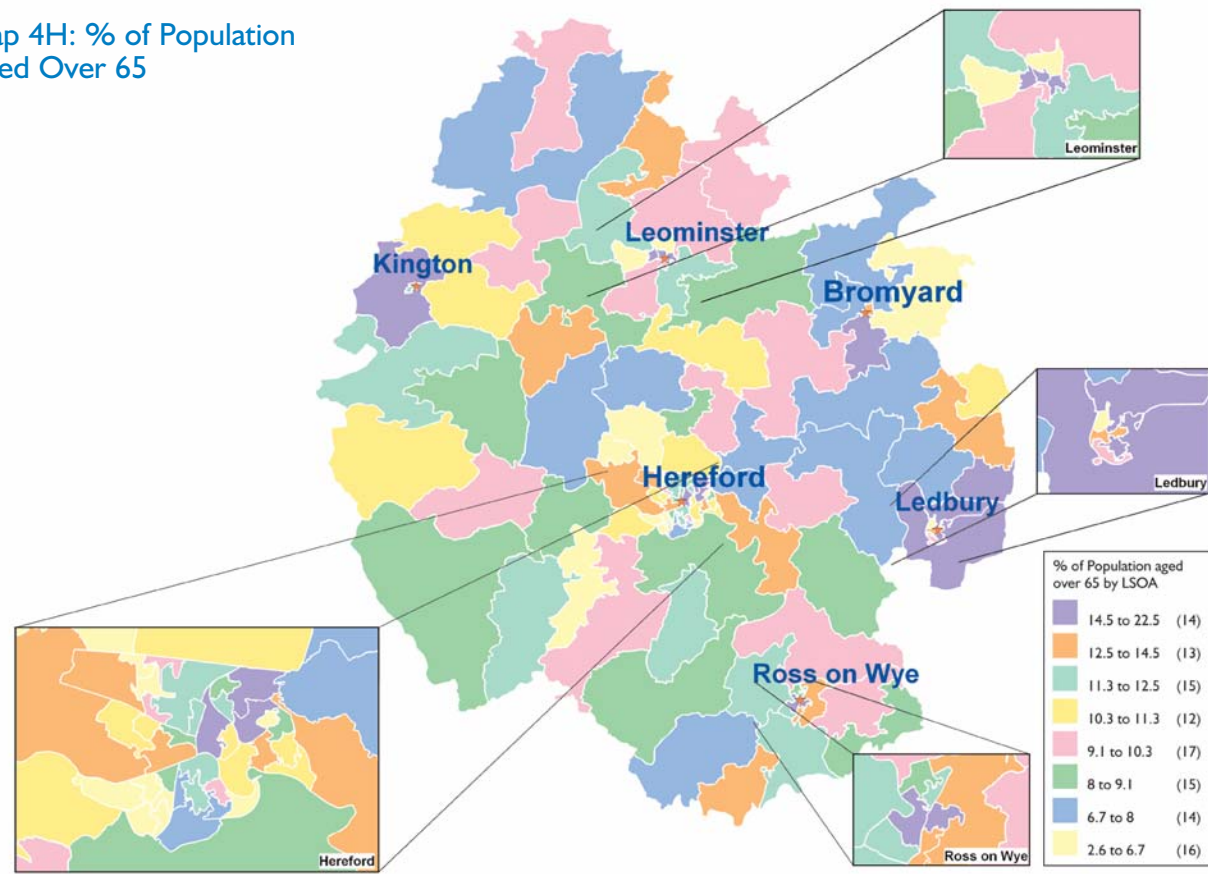 ap 4H: % of Population
ed Over 65
Leominster
Leominster
Kington
Bromyard
Hereford
Ledbury
Ledbury
Ross on Wye
Hereford
Ross on Wye
% of Population aged
over 65 by LSOA
14.5 to 22.5 (14)
12.5 to 14.5 (13)
11.3 to 12.5 (15)
10.3 to 11.3 (12)
9.1 to 10.3 (17)
8 to 9.1 (15)
6.7 to 8 (14)
2.6 to 6.7 (16)